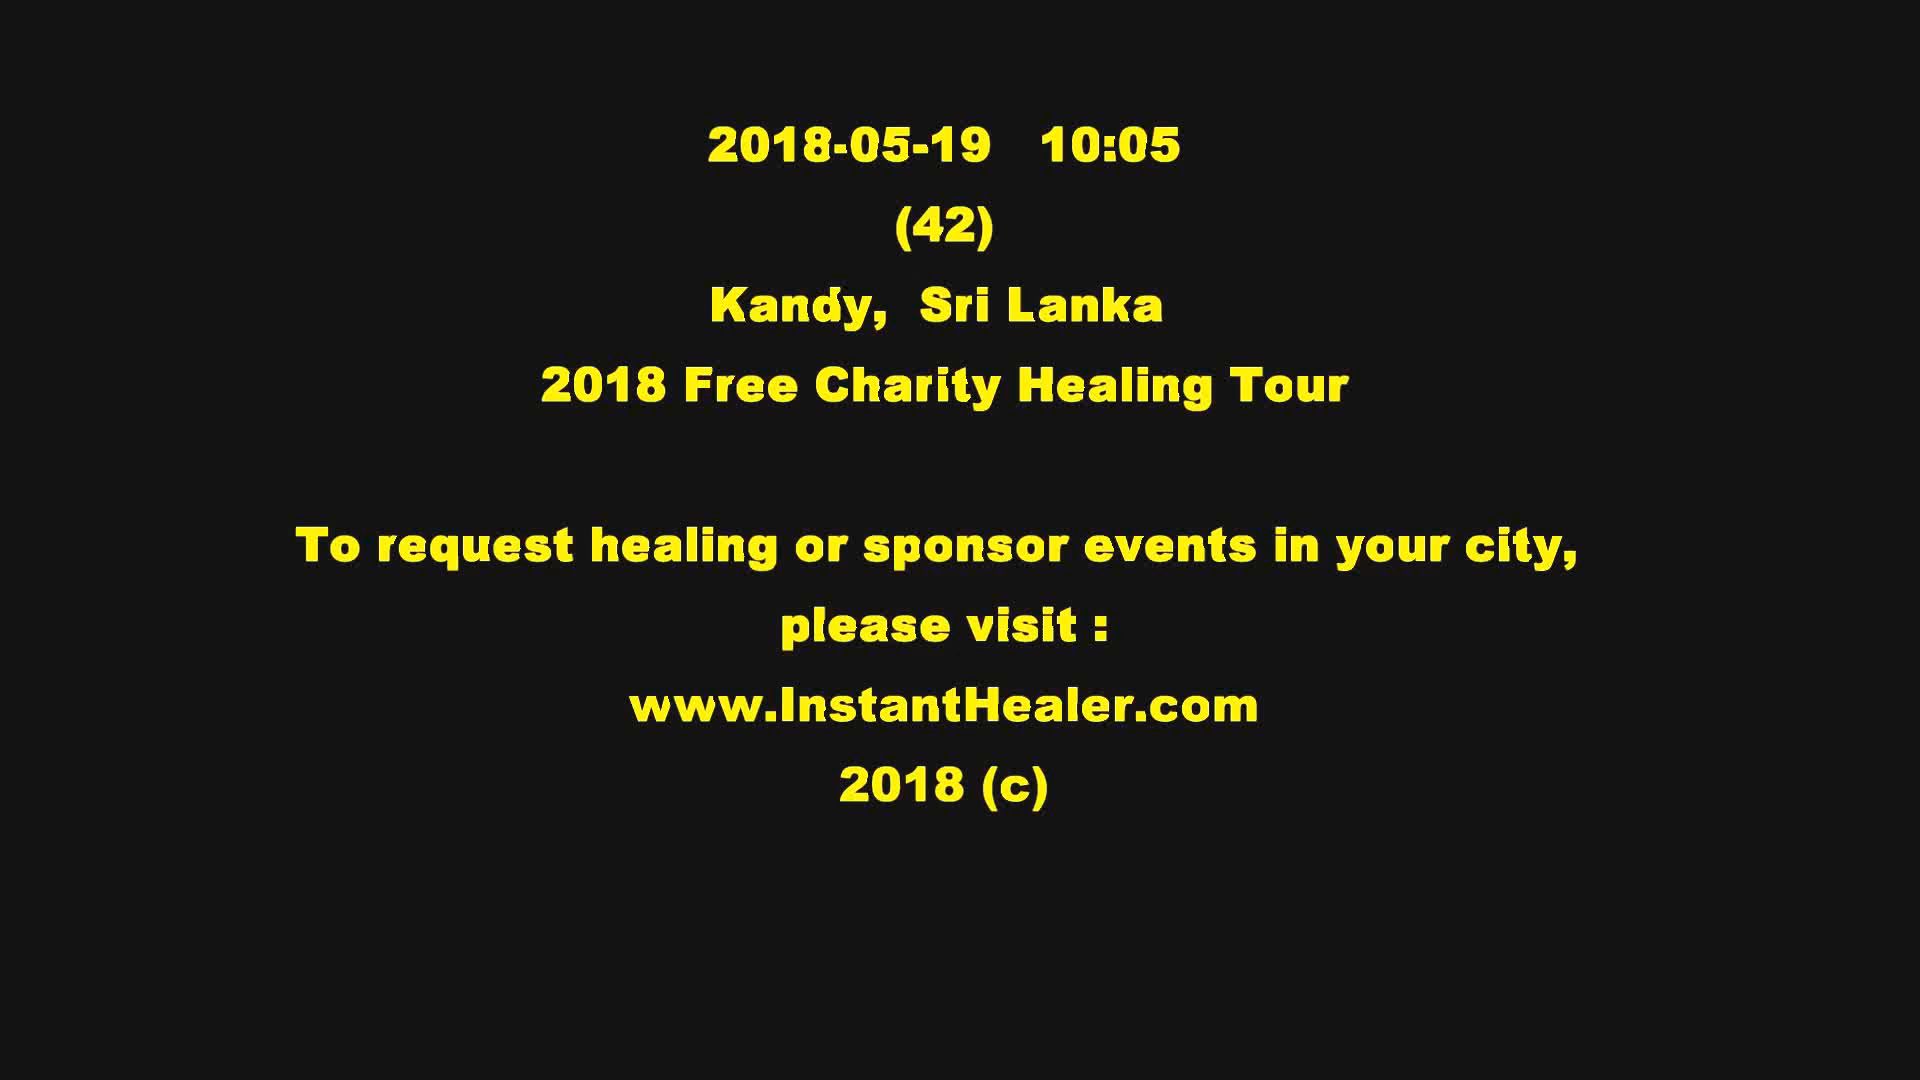 2018-05-19   10:05
(42)
Kandy,  Sri Lanka
2018 Free Charity Healing Tour
To request healing or sponsor events in your city,
please visit :
www.InstantHealer.com
2018 (c)